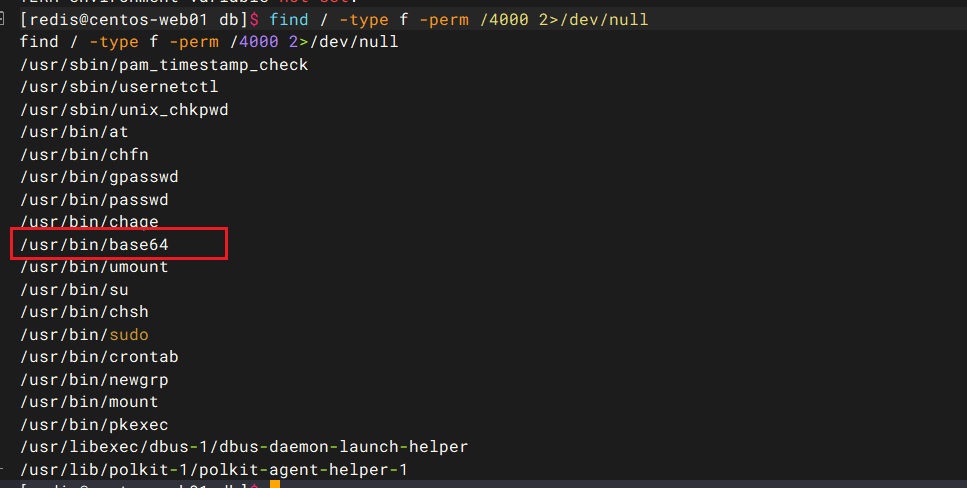 [redis@centos-web01 db]$ find / -type f -perm /4000 2>/dev/null
find / -type f -perm /4000 2>/dev/null
/usr/sbin/pam_timestamp_check
/usr/sbin/usernetctl
/usr/sbin/unix_chkpwd
/usr/bin/at
/usr/bin/chfn
/usr/bin/gpasswd
/usr/bin/passwd
/usr/bin/chage
/usr/bin/base64
/usr/bin/umount
/usr/bin/su
/usr/bin/chsh
/usr/bin/sudo
/usr/bin/crontab
/usr/bin/newgrp
/usr/bin/mount
/usr/bin/pkexec
/usr/libexec/dbus-1/dbus-daemon-launch-helper
/usr/lib/polkit-1/polkit-agent-helper-1